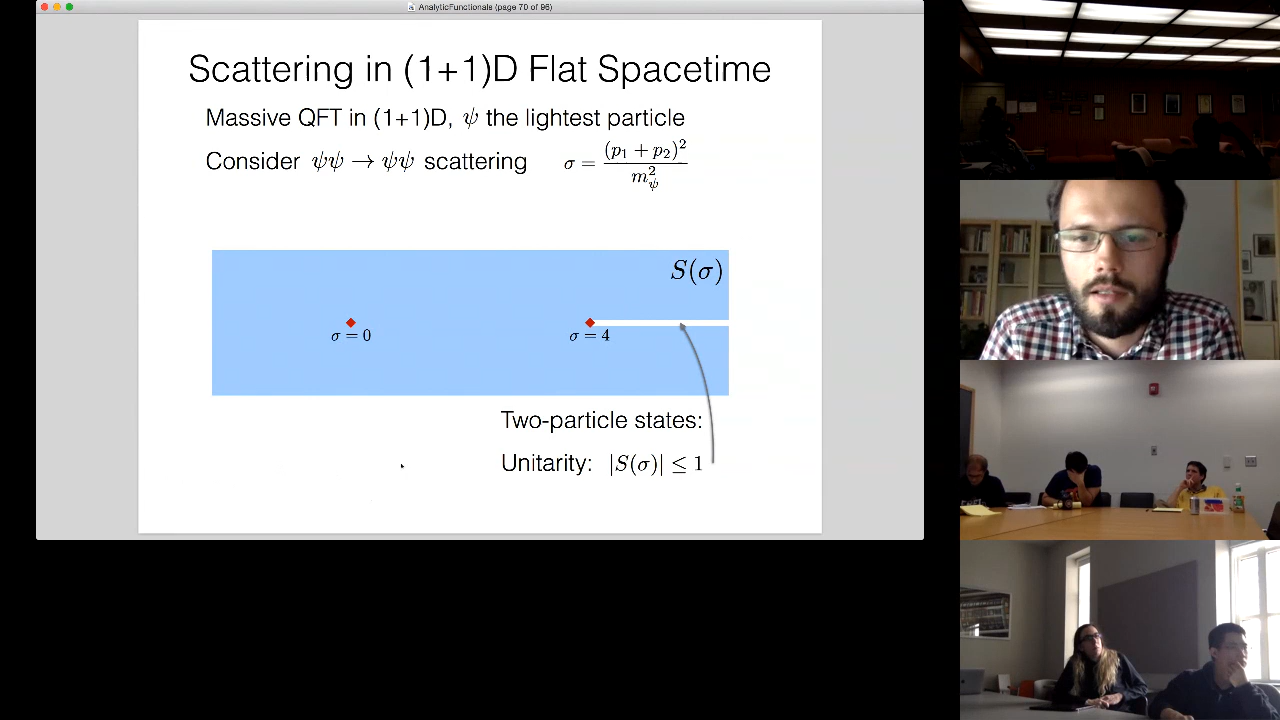 AnalyticFunctionals (page 70 of 96)
Scattering in (1+1)D Flat Spacetime
Massive QFT in (1+1)D, ψ the lightest particle
Consider ψψ → ψψ scattering σ = (p₁ + p₂)² / m²_ψ
S(σ)
σ = 0 σ = 4
Two-particle states:
Unitarity: |S(σ)| ≤ 1